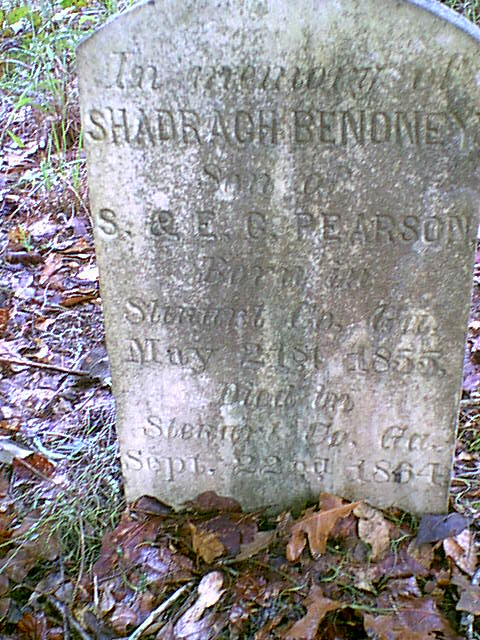 In memory of
SHADRACH BENDNEY,
Son of
S. & E. C. PEARSON,
Born in
Stewart Co. Ga.
May 21st 1855.
Died in
Stewart Co. Ga.
Sept. 22nd 1864.